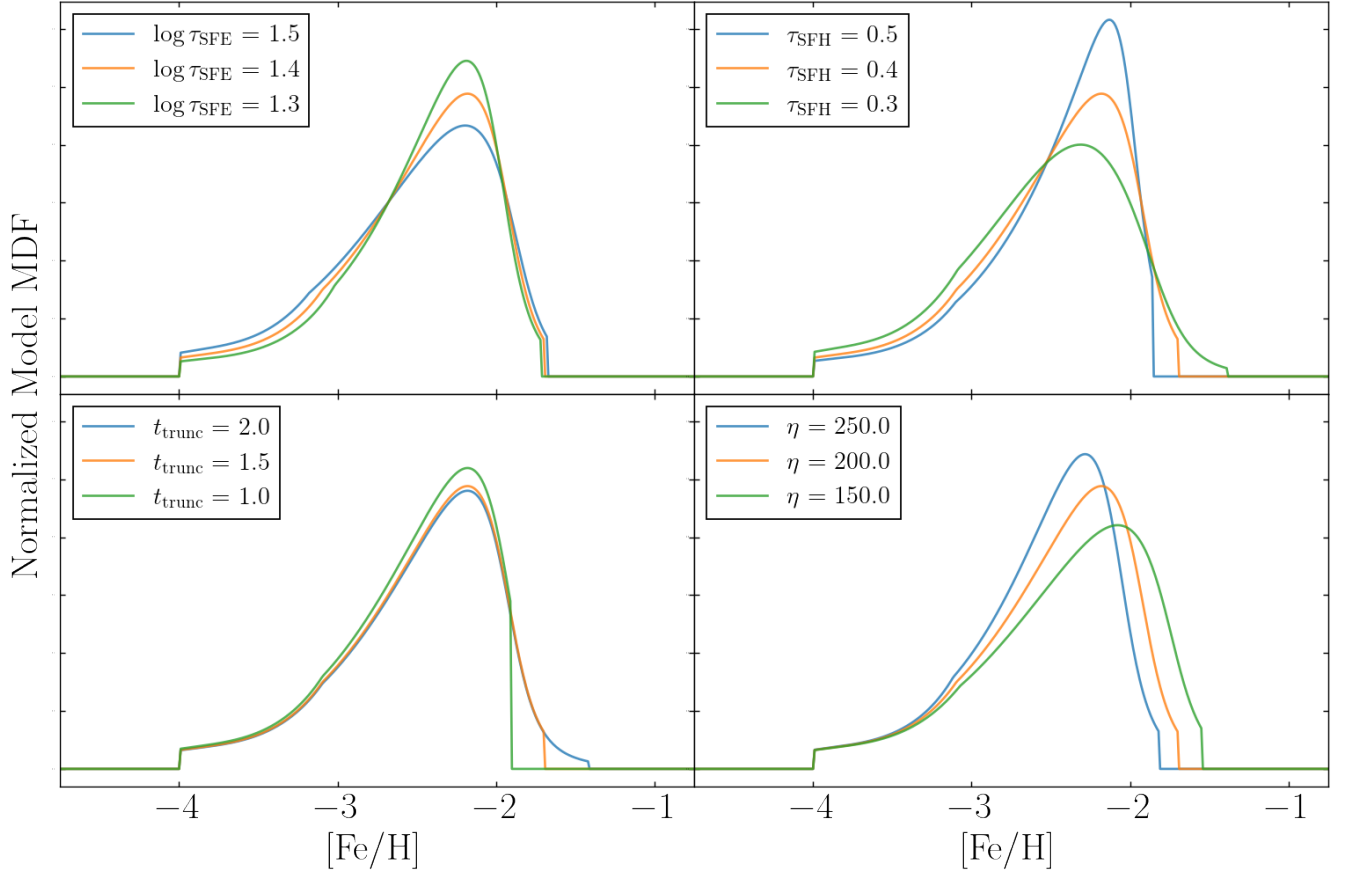 log τSFE = 1.5
log τSFE = 1.4
log τSFE = 1.3
τSFH = 0.5
τSFH = 0.4
τSFH = 0.3
Normalized Model MDF
ttrunc = 2.0
ttrunc = 1.5
ttrunc = 1.0
η = 250.0
η = 200.0
η = 150.0
−4 −3 −2 −1
−4 −3 −2 −1
[Fe/H]
[Fe/H]